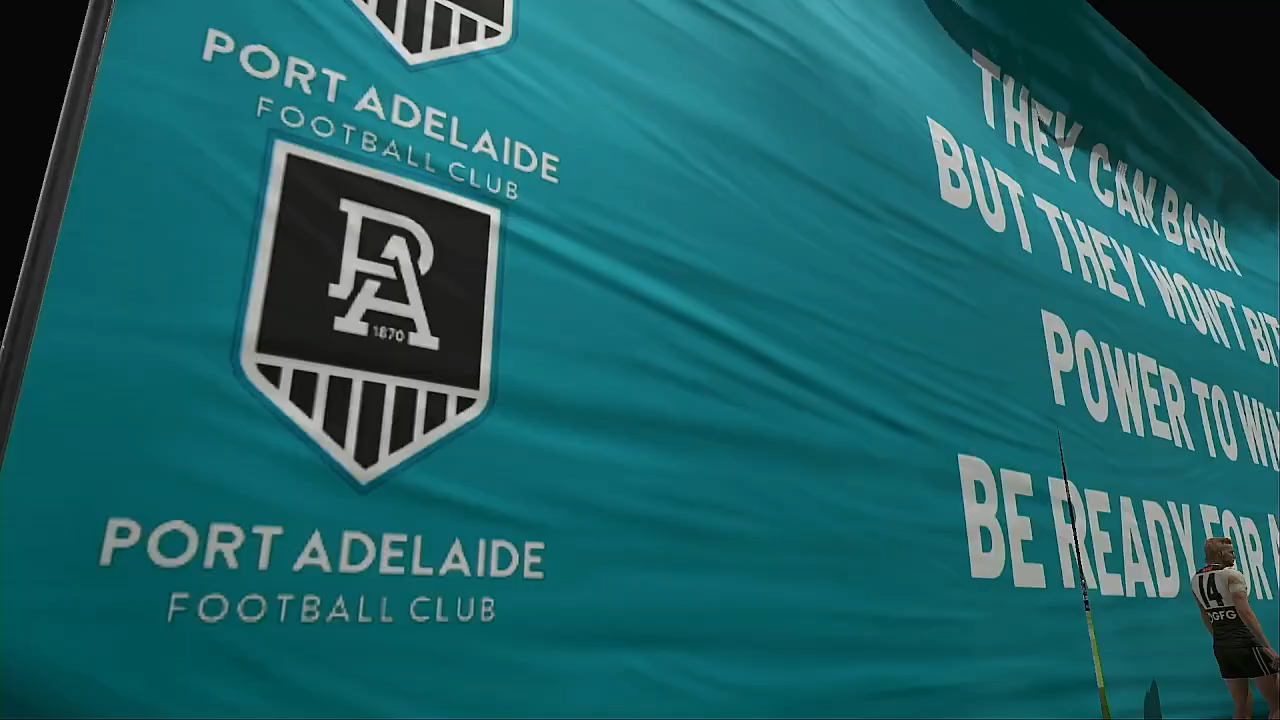 PORT ADELAIDE
FOOTBALL CLUB
PA
1870
PORT ADELAIDE
FOOTBALL CLUB
THEY CAN BARK
BUT THEY WON'T
POWER TO
BE READY FOR
14